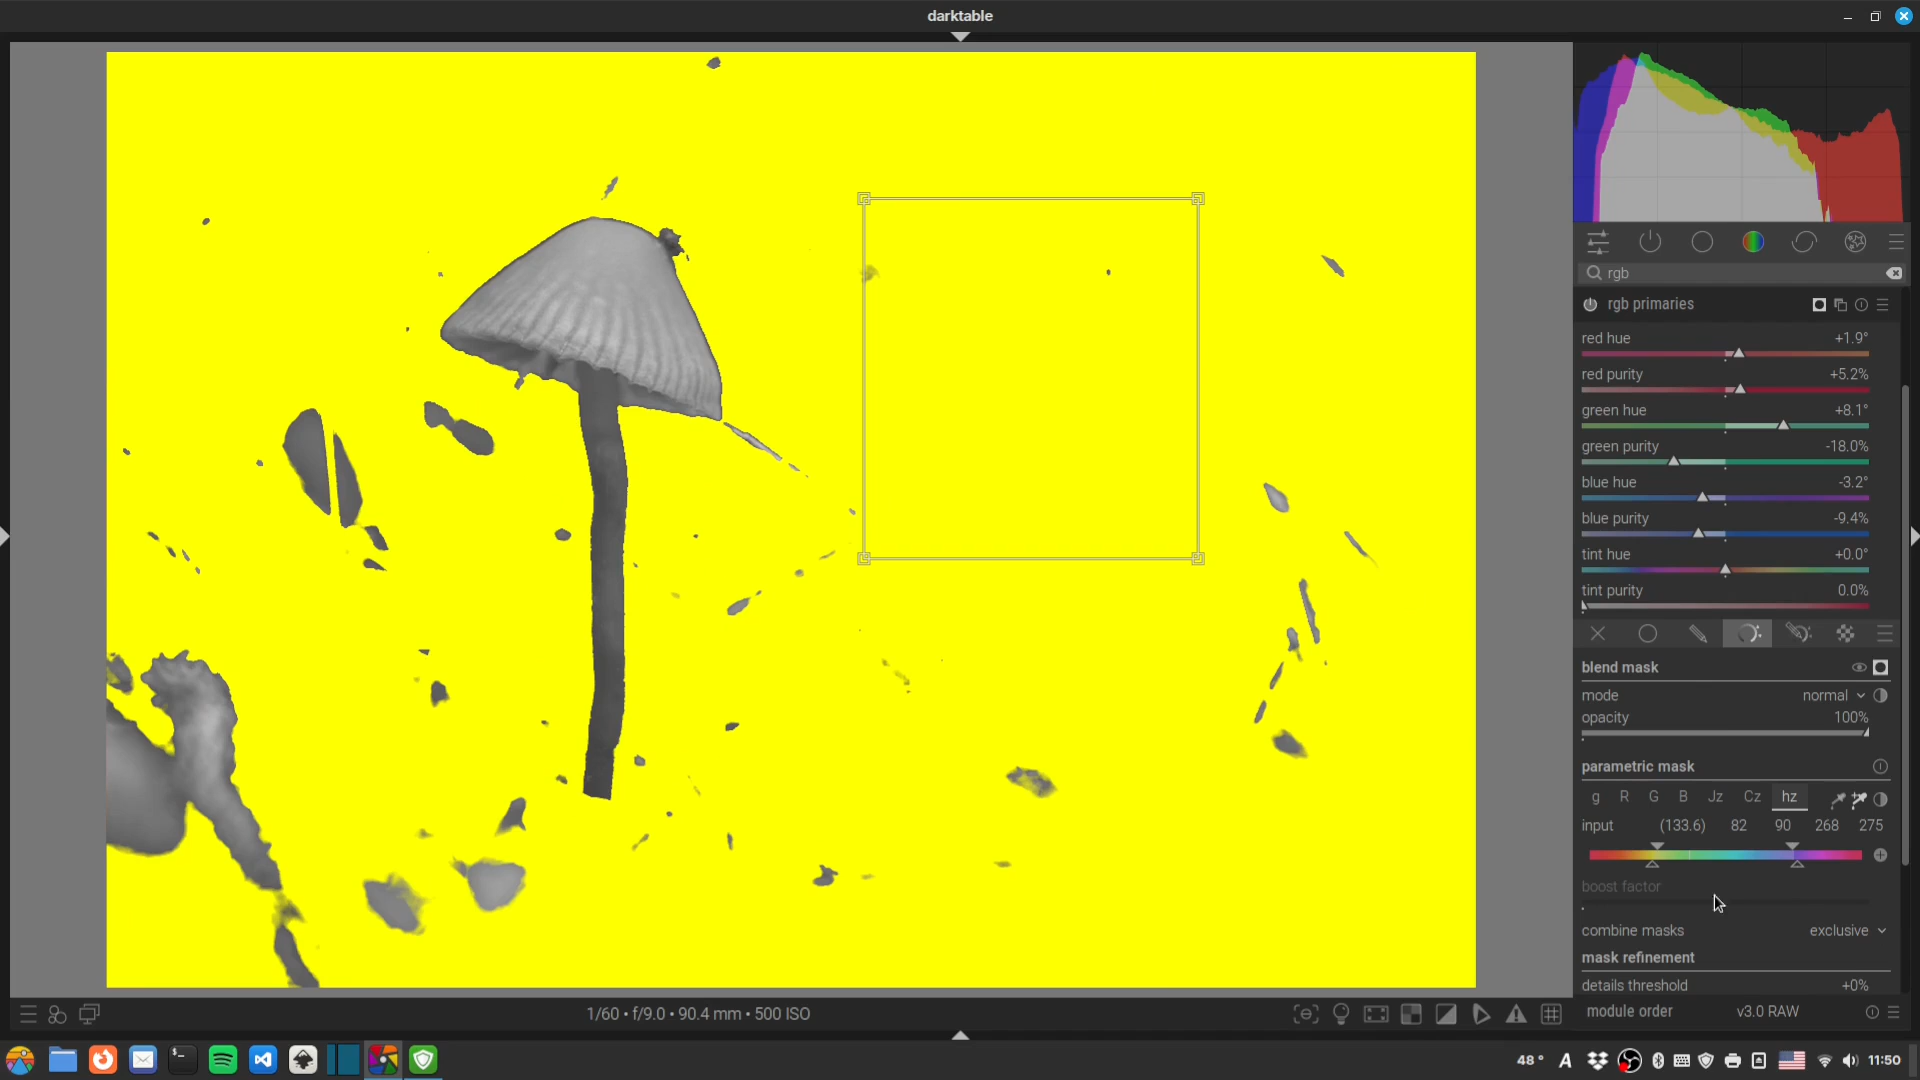 darktable
rgb
rgb primaries
red hue +1.9°
red purity +5.2%
green hue +8.1°
green purity -18.0%
blue hue -3.2°
blue purity -9.4%
tint hue +0.0°
tint purity 0.0%
blend mask
mode normal
opacity 100%
parametric mask
g R G B Jz Cz hz
input (133.6) 82 90 268 275
boost factor
combine masks exclusive
mask refinement
details threshold +0%
1/60 • f/9.0 • 90.4 mm • 500 ISO
module order v3.0 RAW
48° A 11:50